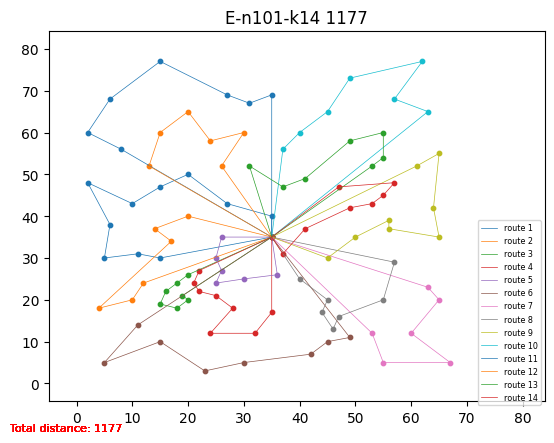 E-n101-k14 1177
80
70
60
50
40
30
20
10
0
0 10 20 30 40 50 60 70 80
route 1
route 2
route 3
route 4
route 5
route 6
route 7
route 8
route 9
route 10
route 11
route 12
route 13
route 14
Total distance: 1177